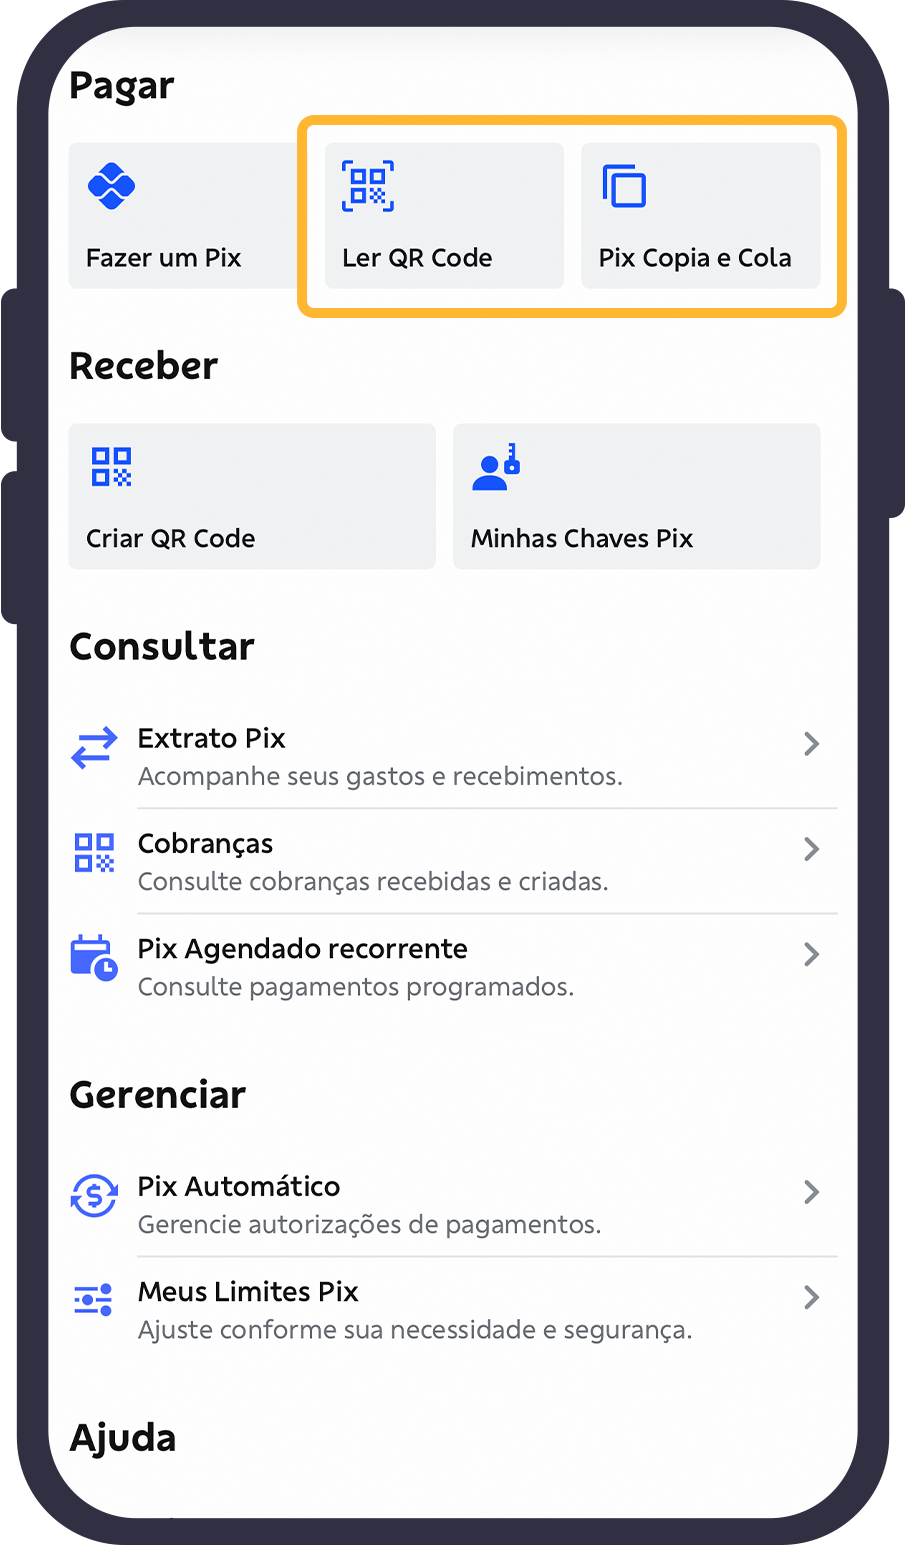 Pagar
Fazer um Pix
Ler QR Code
Pix Copia e Cola
Receber
Criar QR Code
Minhas Chaves Pix
Consultar
Extrato Pix
Acompanhe seus gastos e recebimentos.
Cobranças
Consulte cobranças recebidas e criadas.
Pix Agendado recorrente
Consulte pagamentos programados.
Gerenciar
Pix Automático
Gerencie autorizações de pagamentos.
Meus Limites Pix
Ajuste conforme sua necessidade e segurança.
Ajuda